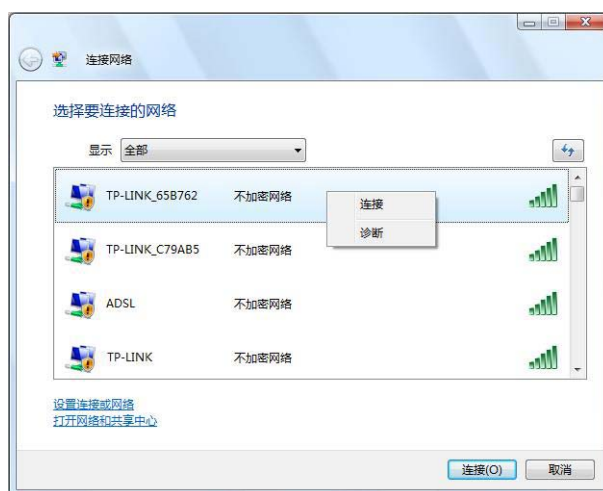 连接网络
选择要连接的网络
显示 全部
TP-LINK_65B762 不加密网络
连接
诊断
TP-LINK_C79AB5 不加密网络
ADSL 不加密网络
TP-LINK 不加密网络
设置连接或网络
打开网络和共享中心
连接(O) 取消